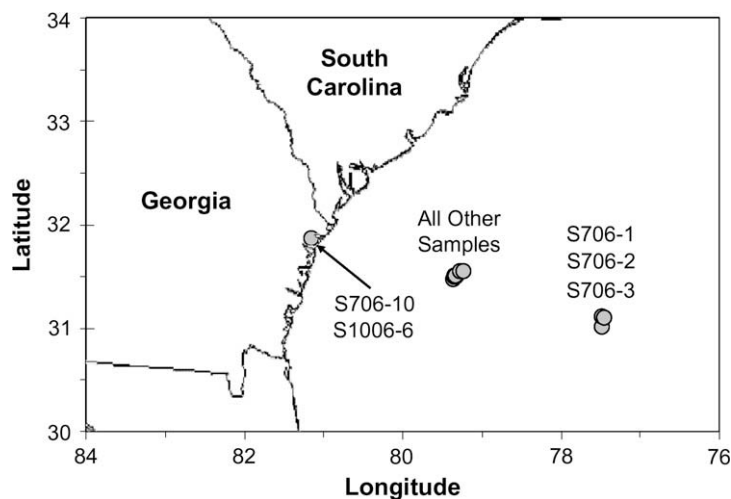 34
33
32
31
30
Latitude
South
Carolina
Georgia
All Other
Samples
S706-1
S706-2
S706-3
S706-10
S1006-6
84
82
80
78
76
Longitude